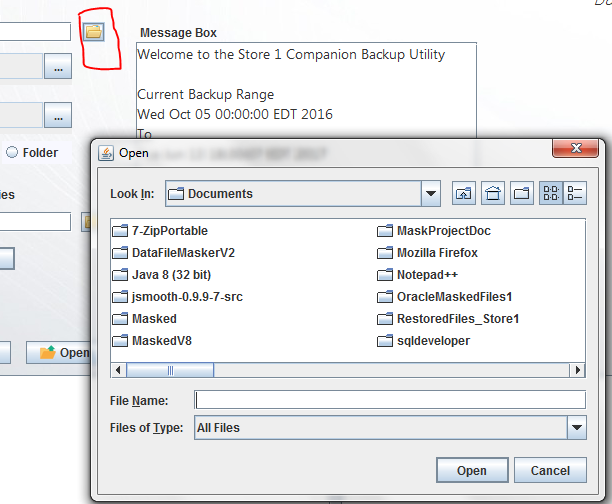 Message Box
Welcome to the Store 1 Companion Backup Utility
Current Backup Range
Wed Oct 05 00:00:00 EDT 2016
To
...
...
Folder
ies
Open
Open
Look In:
Documents
7-ZipPortable
DataFileMaskerV2
Java 8 (32 bit)
jsmooth-0.9.9-7-src
Masked
MaskedV8
MaskProjectDoc
Mozilla Firefox
Notepad++
OracleMaskedFiles1
RestoredFiles_Store1
sqldeveloper
File Name:
Files of Type:
All Files
Open
Cancel